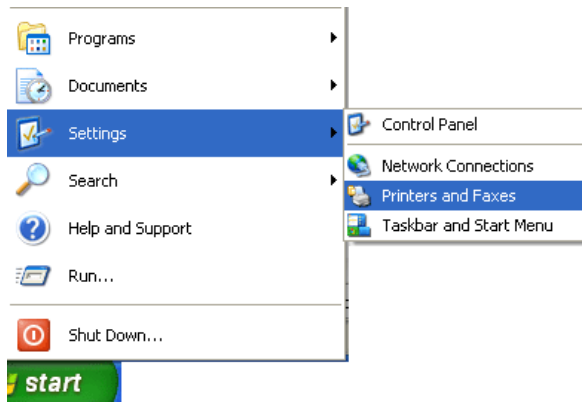 Programs
Documents
Settings
Search
Help and Support
Run...
Shut Down...
Control Panel
Network Connections
Printers and Faxes
Taskbar and Start Menu
start